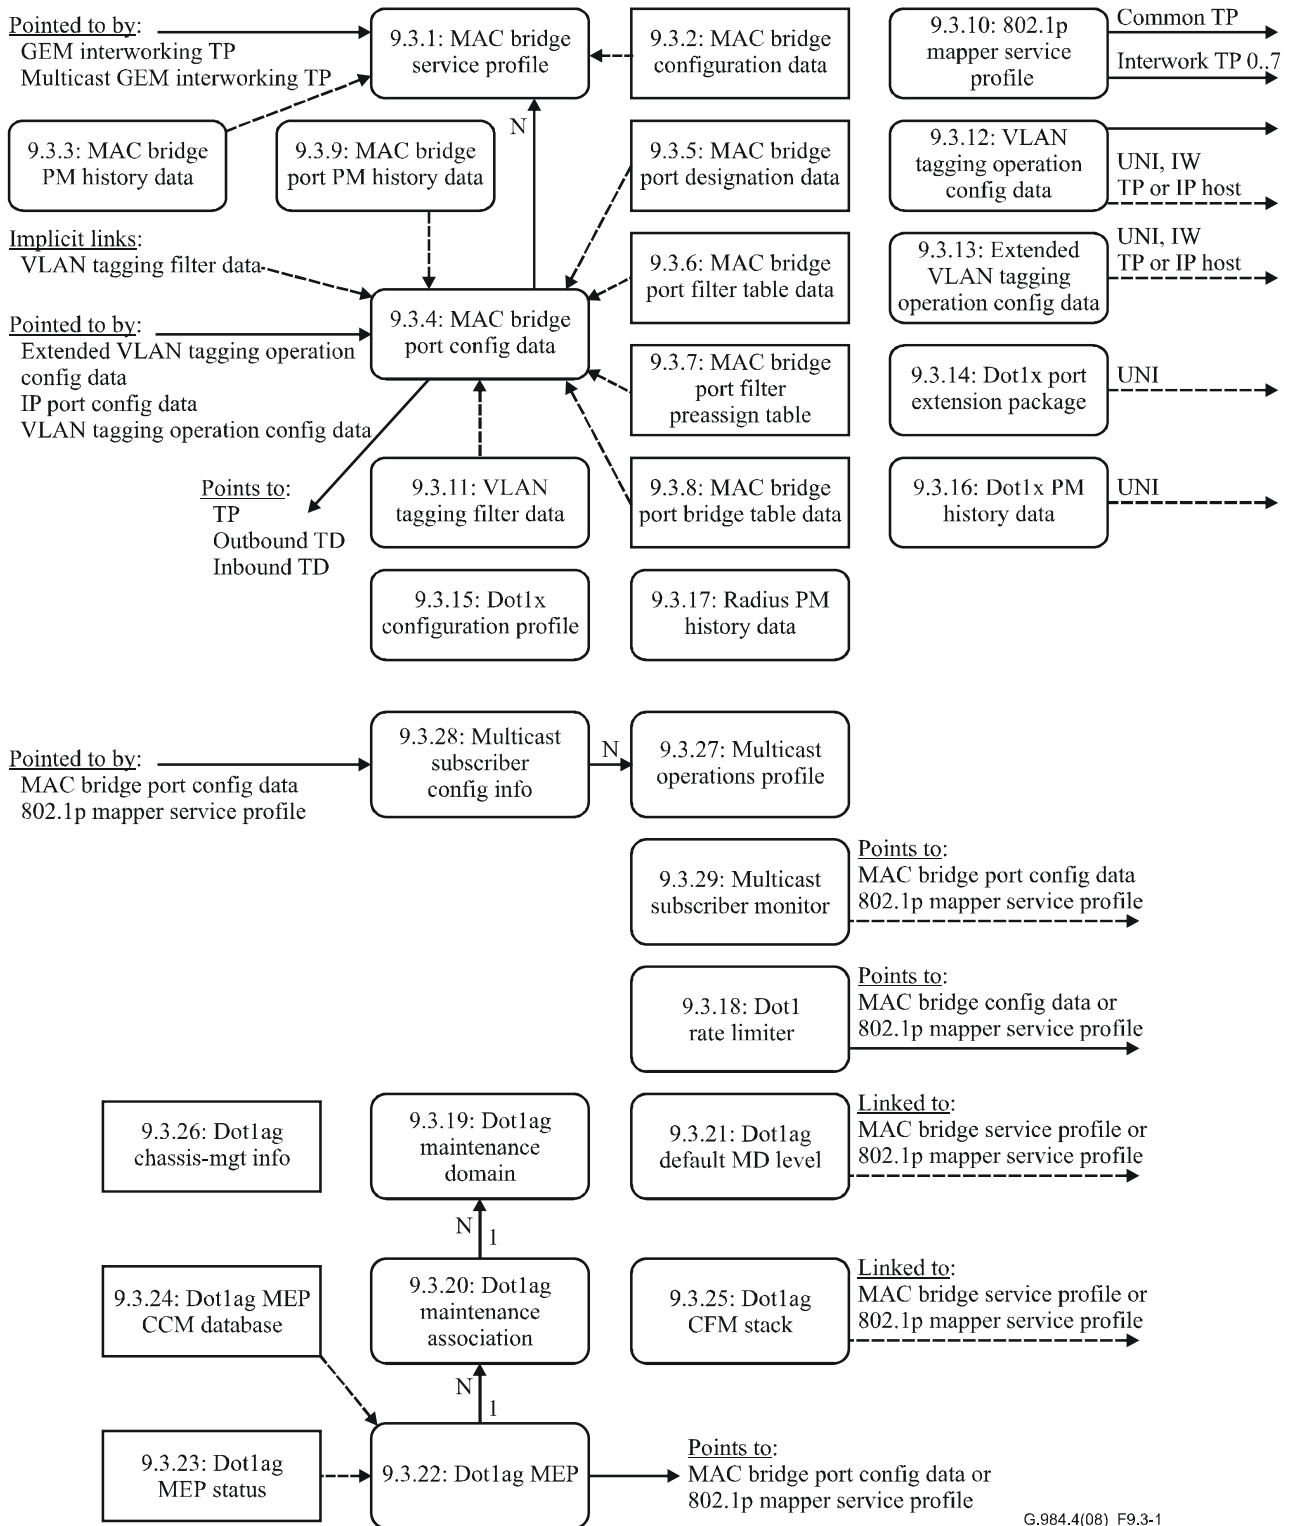 Pointed to by:
GEM interworking TP
Multicast GEM interworking TP
9.3.1: MAC bridge
service profile
9.3.2: MAC bridge
configuration data
9.3.10: 802.1p
mapper service
profile
Common TP
Interwork TP 0..7
N
9.3.3: MAC bridge
PM history data
9.3.9: MAC bridge
port PM history data
9.3.5: MAC bridge
port designation data
9.3.12: VLAN
tagging operation
config data
UNI, IW
TP or IP host
Implicit links:
VLAN tagging filter data
9.3.6: MAC bridge
port filter table data
9.3.13: Extended
VLAN tagging
operation config data
UNI, IW
TP or IP host
Pointed to by:
Extended VLAN tagging operation
config data
IP port config data
VLAN tagging operation config data
9.3.4: MAC bridge
port config data
9.3.7: MAC bridge
port filter
preassign table
9.3.14: Dot1x port
extension package
UNI
Points to:
TP
Outbound TD
Inbound TD
9.3.11: VLAN
tagging filter data
9.3.8: MAC bridge
port bridge table data
9.3.16: Dot1x PM
history data
UNI
9.3.15: Dot1x
configuration profile
9.3.17: Radius PM
history data
Pointed to by:
MAC bridge port config data
802.1p mapper service profile
9.3.28: Multicast
subscriber
config info
N
9.3.27: Multicast
operations profile
9.3.29: Multicast
subscriber monitor
Points to:
MAC bridge port config data
802.1p mapper service profile
9.3.18: Dot1
rate limiter
Points to:
MAC bridge config data or
802.1p mapper service profile
9.3.26: Dot1ag
chassis-mgt info
9.3.19: Dot1ag
maintenance
domain
9.3.21: Dot1ag
default MD level
Linked to:
MAC bridge service profile or
802.1p mapper service profile
N
1
9.3.24: Dot1ag MEP
CCM database
9.3.20: Dot1ag
maintenance
association
9.3.25: Dot1ag
CFM stack
Linked to:
MAC bridge service profile or
802.1p mapper service profile
N
1
9.3.23: Dot1ag
MEP status
9.3.22: Dot1ag MEP
Points to:
MAC bridge port config data or
802.1p mapper service profile
G.984.4(08)_F9.3-1